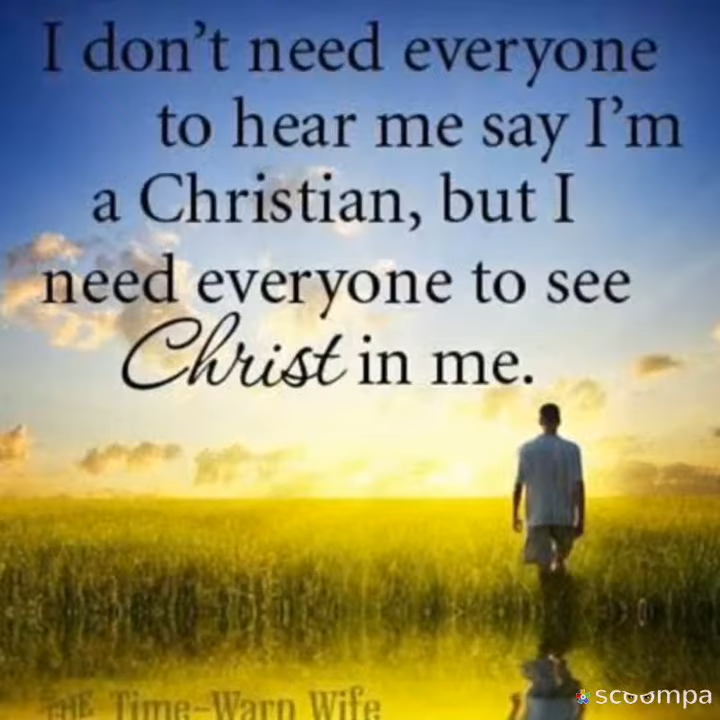 I don’t need everyone
to hear me say I’m
a Christian, but I
need everyone to see
Christ in me.
THE Time-Warp Wife
scoompa